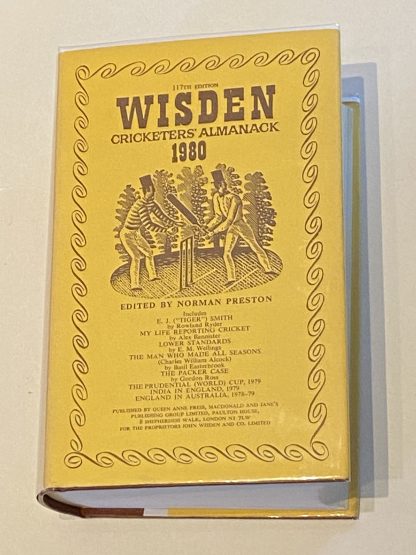 117TH EDITION
WISDEN
CRICKETERS' ALMANACK
1980
EDITED BY NORMAN PRESTON
Includes
E. J. ("TIGER") SMITH
by Rowland Ryder
MY LIFE REPORTING CRICKET
by Alex Bannister
LOWER STANDARDS
by E. M. Wellings
THE MAN WHO MADE ALL SEASONS
(Charles William Alcock)
by Basil Easterbrook
THE PACKER CASE
by Gordon Ross
THE PRUDENTIAL (WORLD) CUP, 1979
INDIA IN ENGLAND, 1979
ENGLAND IN AUSTRALIA, 1978-79
PUBLISHED BY QUEEN ANNE PRESS, MACDONALD AND JANE'S
PUBLISHING GROUP LIMITED, PAULTON HOUSE,
8 SHEPHERDESS WALK, LONDON N1 7LW
FOR THE PROPRIETORS JOHN WISDEN AND CO. LIMITED